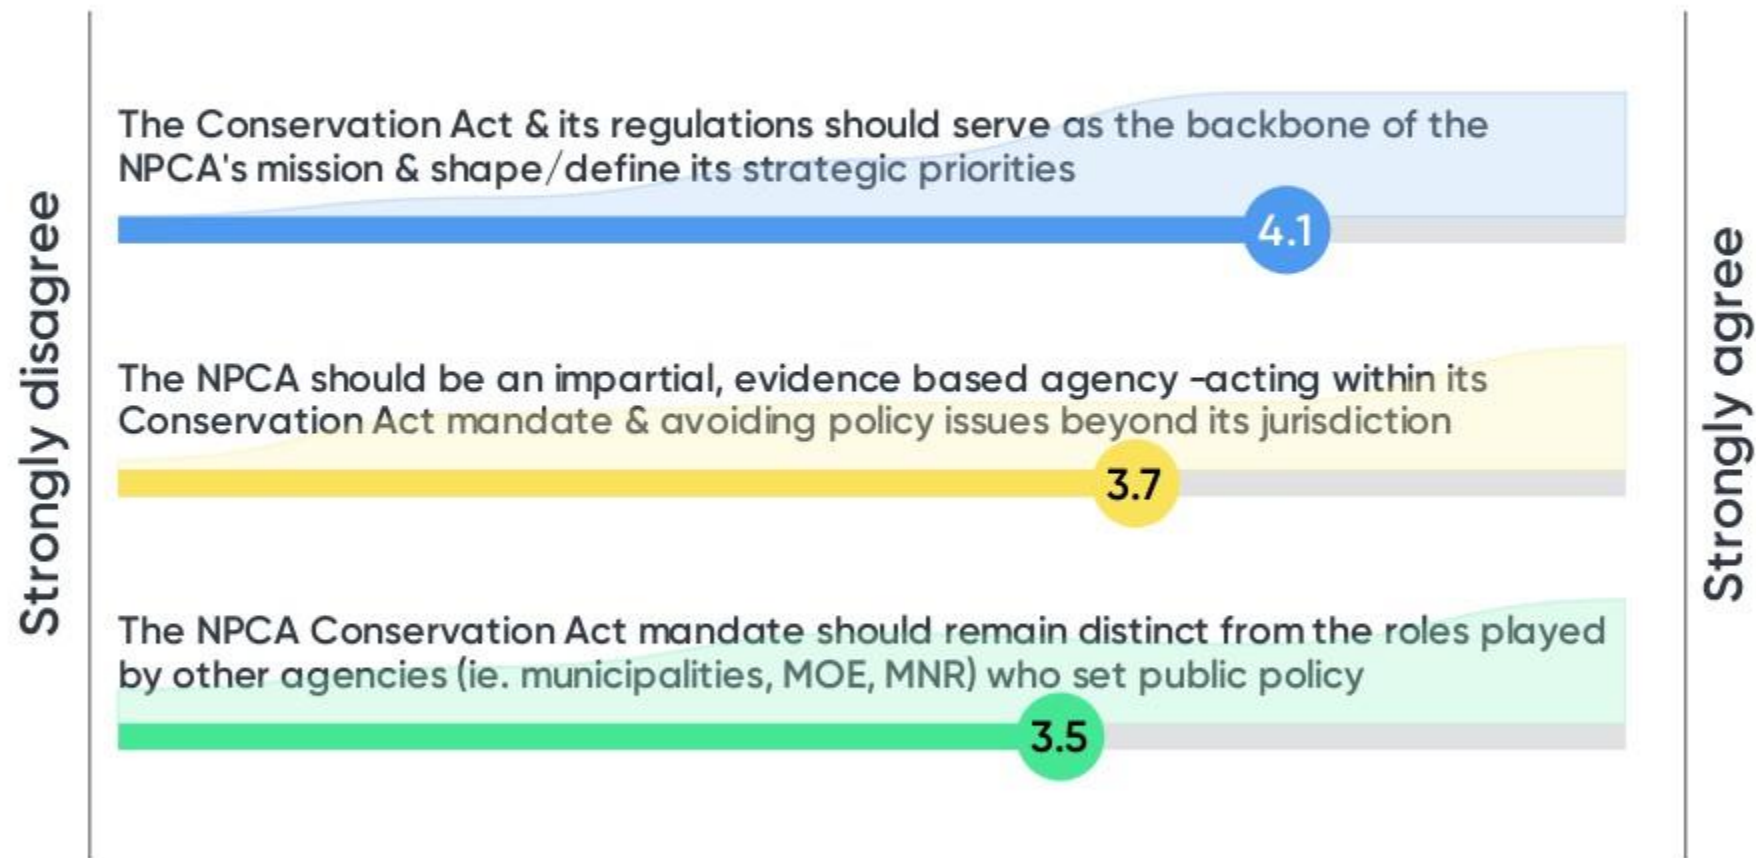 Strongly disagree
The Conservation Act & its regulations should serve as the backbone of the
NPCA's mission & shape/define its strategic priorities
4.1
The NPCA should be an impartial, evidence based agency -acting within its
Conservation Act mandate & avoiding policy issues beyond its jurisdiction
3.7
The NPCA Conservation Act mandate should remain distinct from the roles played
by other agencies (ie. municipalities, MOE, MNR) who set public policy
3.5
Strongly agree